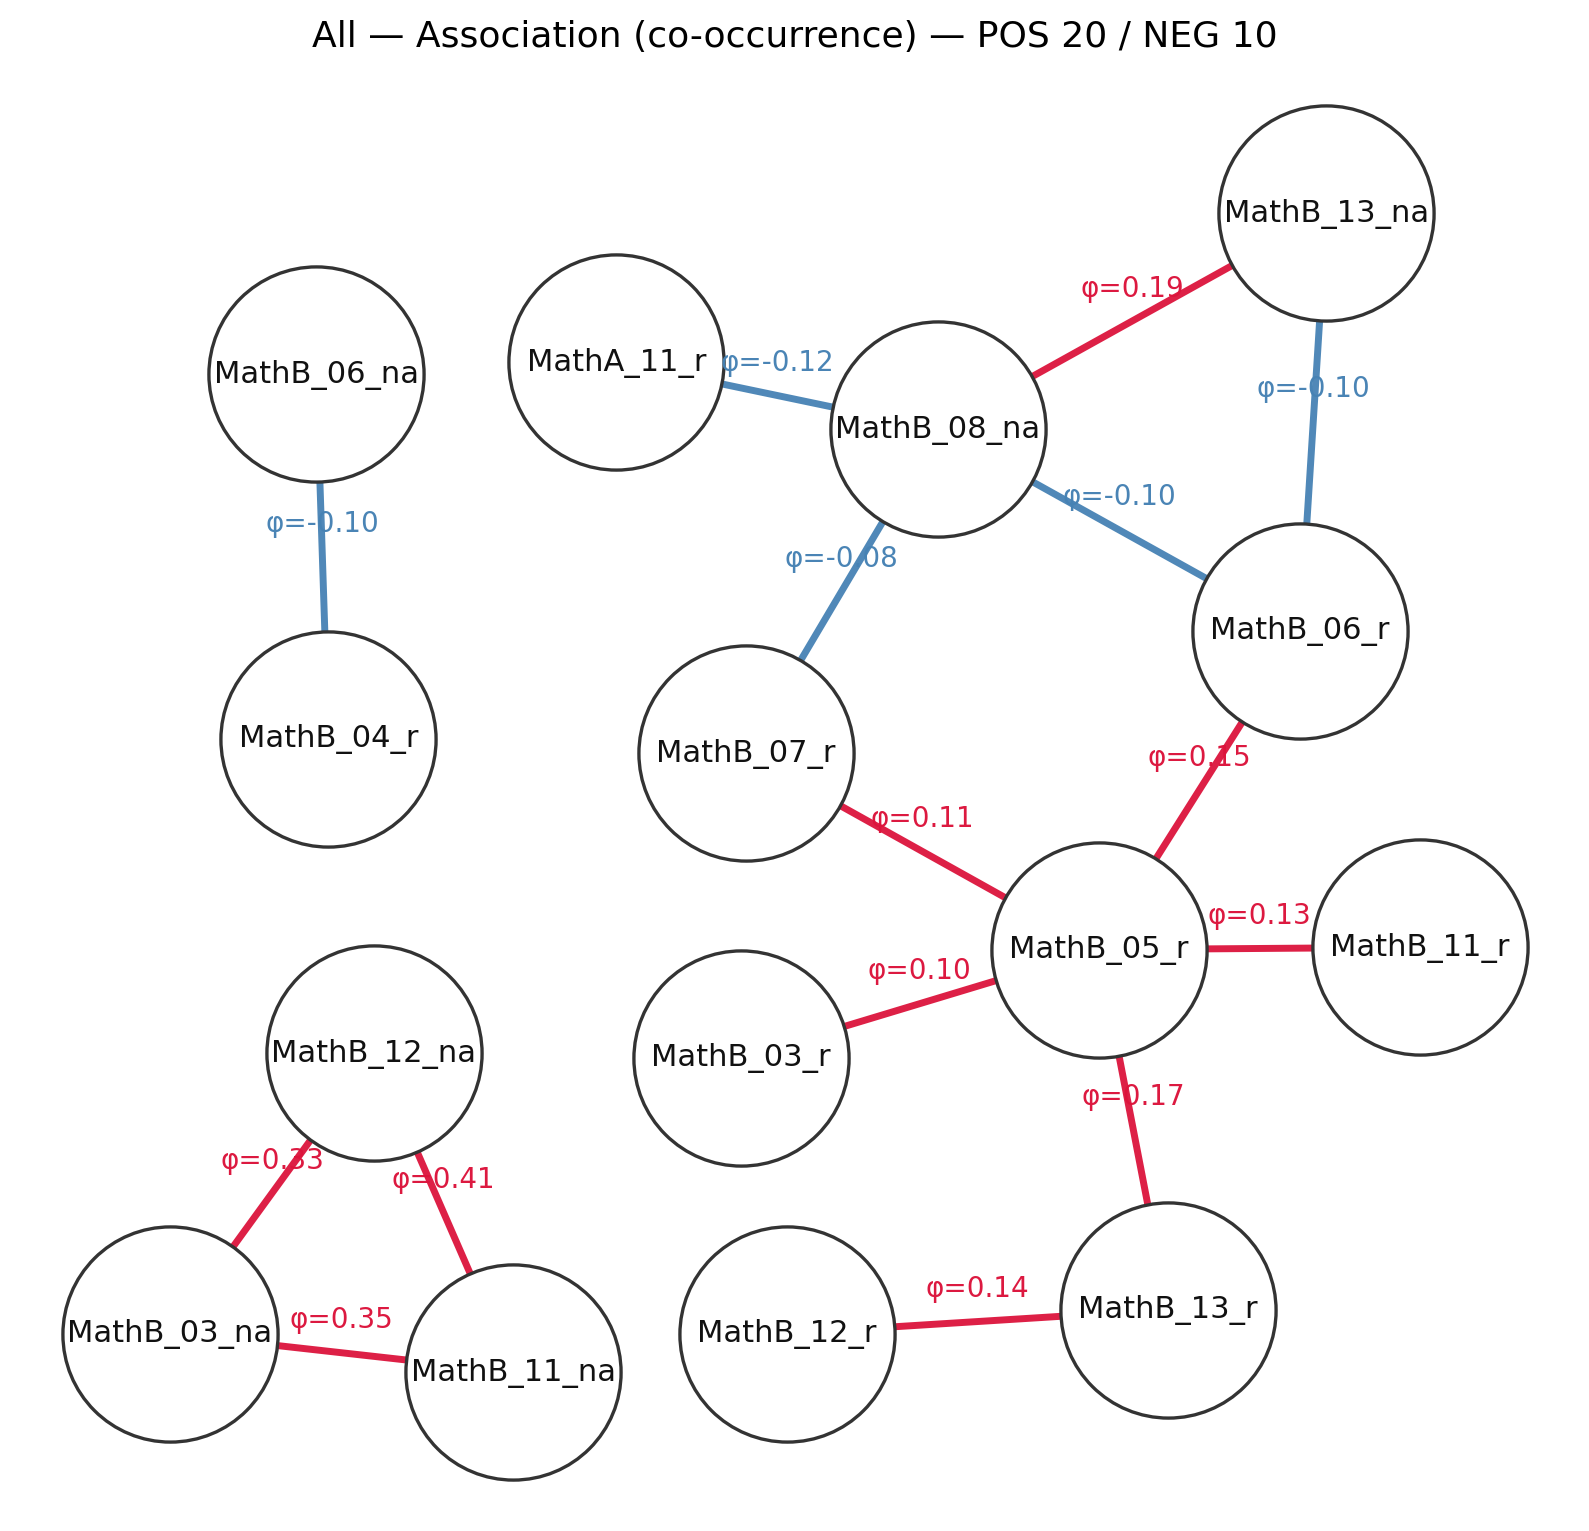 All — Association (co-occurrence) — POS 20 / NEG 10
MathB_13_na
φ=0.19
MathA_11_r
φ=-0.12
MathB_06_na
φ=-0.10
MathB_08_na
φ=-0.10
φ=-0.10
φ=-0.08
MathB_06_r
MathB_04_r
MathB_07_r
φ=0.15
φ=0.11
φ=0.13
MathB_05_r
MathB_11_r
φ=0.10
MathB_12_na
MathB_03_r
φ=0.17
φ=0.33
φ=0.41
φ=0.14
MathB_13_r
φ=0.35
MathB_03_na
MathB_12_r
MathB_11_na